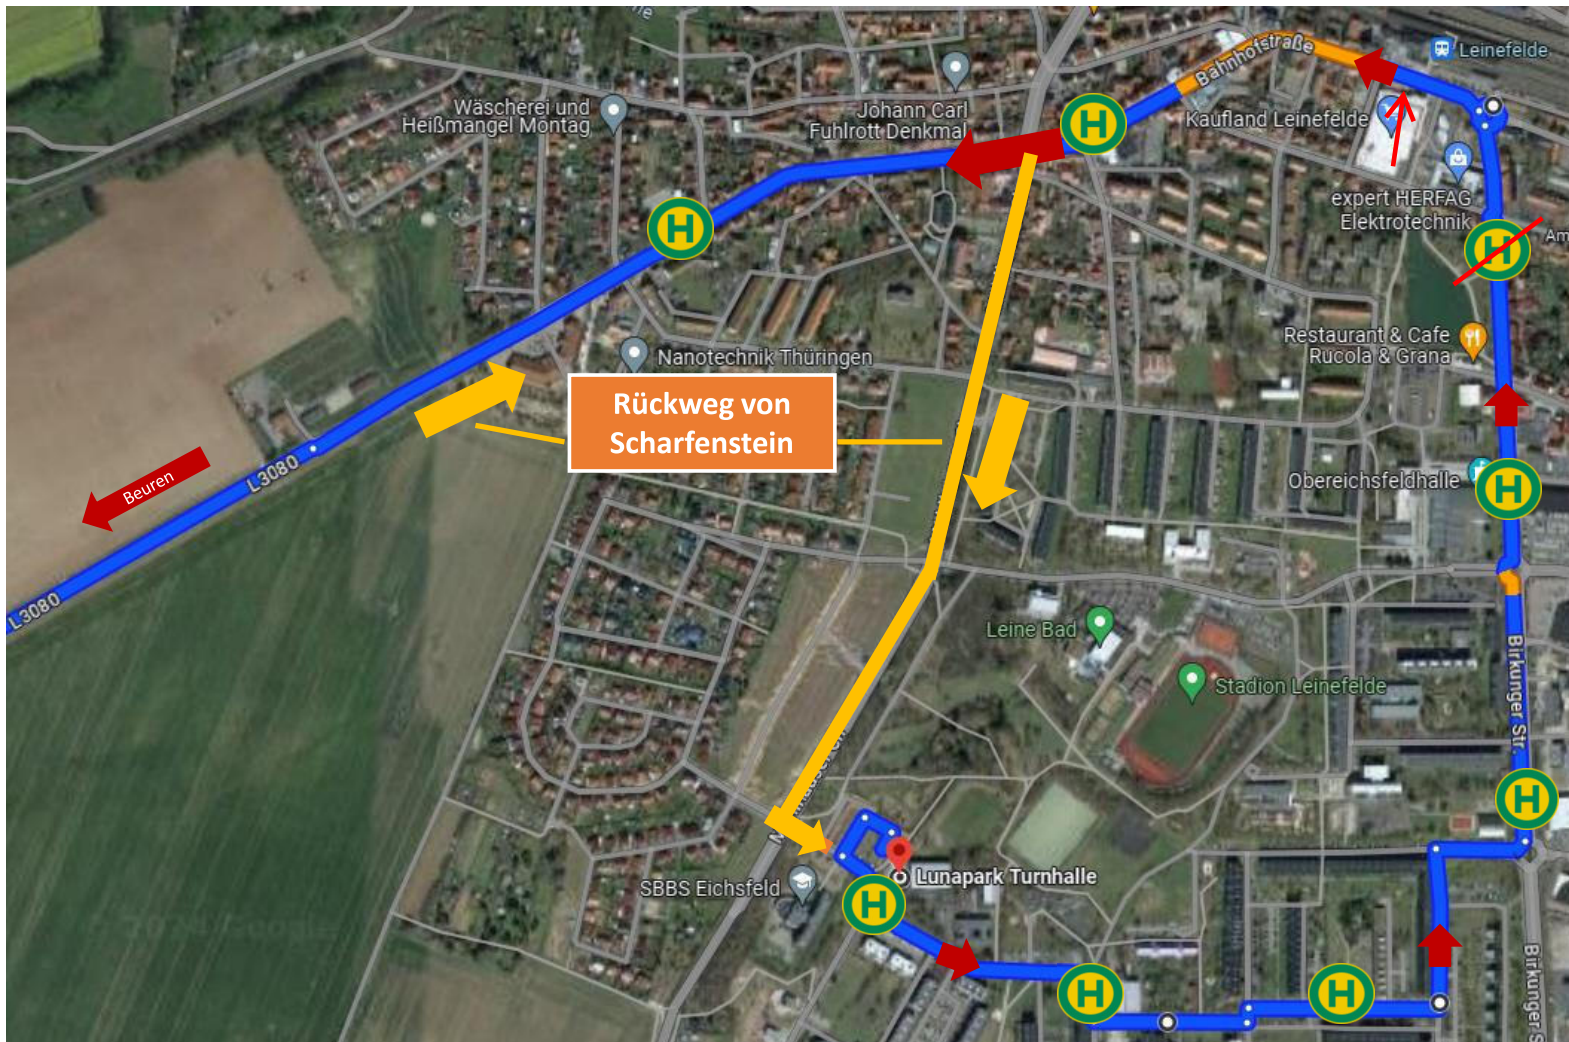 Leinefelde
Bahnhofstraße
Wäscherei und
Heißmangel Montag
Johann Carl
Fuhlrott Denkmal
H
Kaufland Leinefelde
expert HERFAG
Elektrotechnik
H
H
Am
Restaurant & Cafe
Rucola & Grana
Nanotechnik Thüringen
Rückweg von
Scharfenstein
Beuren
L3080
Obereichsfeldhalle
H
L3080
Leine Bad
Stadion Leinefelde
Birkunger Str.
H
SBBS Eichsfeld
Lunapark Turnhalle
H
H
H
Birkunger S